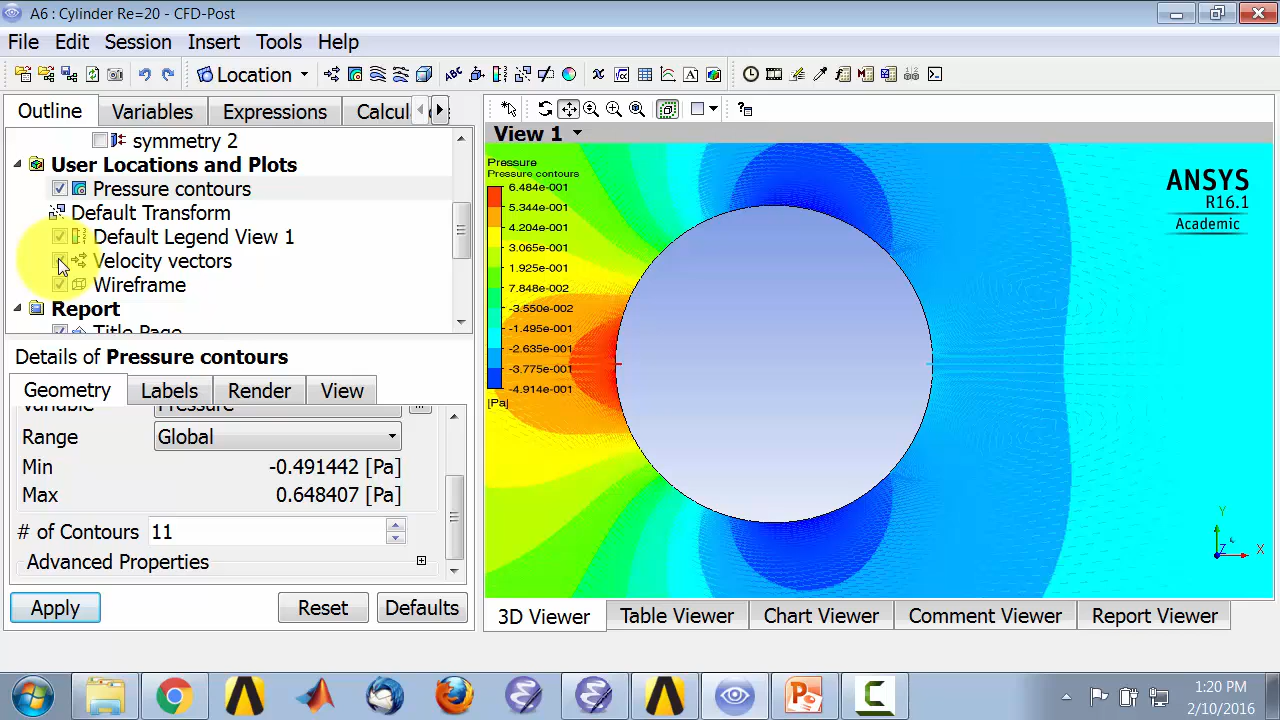 A6 : Cylinder Re=20 - CFD-Post
File Edit Session Insert Tools Help
Location
Outline Variables Expressions Calcul
symmetry 2
User Locations and Plots
Pressure contours
Default Transform
Default Legend View 1
Velocity vectors
Wireframe
Report
Title Page
Details of Pressure contours
Geometry Labels Render View
Variable Pressure
Range Global
Min -0.491442 [Pa]
Max 0.648407 [Pa]
# of Contours 11
Advanced Properties
Apply Reset Defaults
View 1
Pressure
Pressure contours
6.484e-001
5.344e-001
4.204e-001
3.065e-001
1.925e-001
7.848e-002
-3.550e-002
-1.495e-001
-2.635e-001
-3.775e-001
-4.914e-001
[Pa]
ANSYS
R16.1
Academic
Y
Z X
3D Viewer Table Viewer Chart Viewer Comment Viewer Report Viewer
1:20 PM
2/10/2016